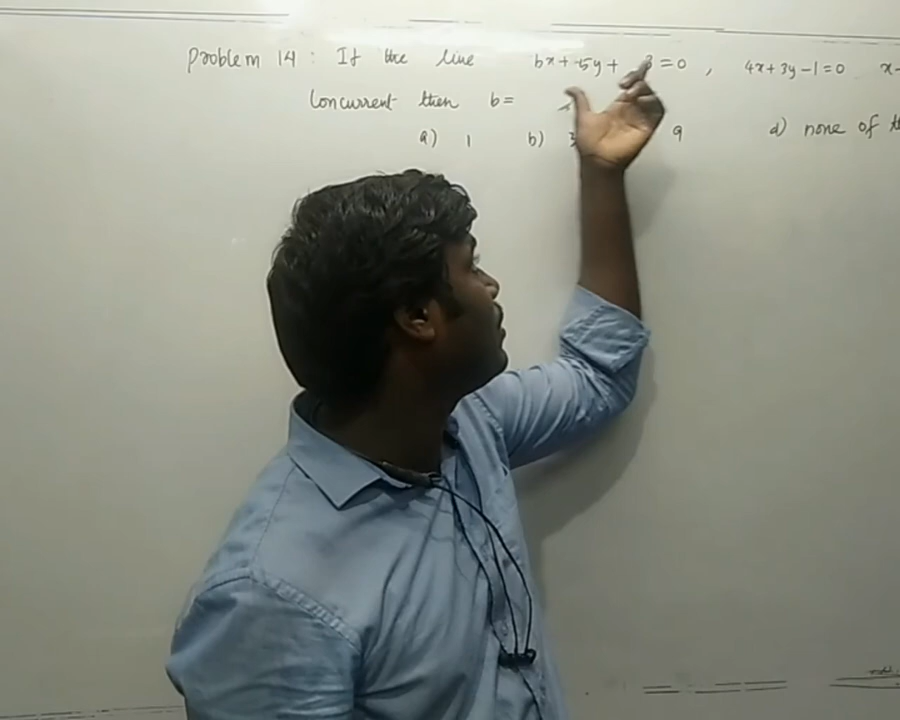 Problem 14 : If the line bx + 5y + 3 = 0 , 4x + 3y - 1 = 0 x -
Concurrent then b =
a) 1 b) 3 9 d) none of